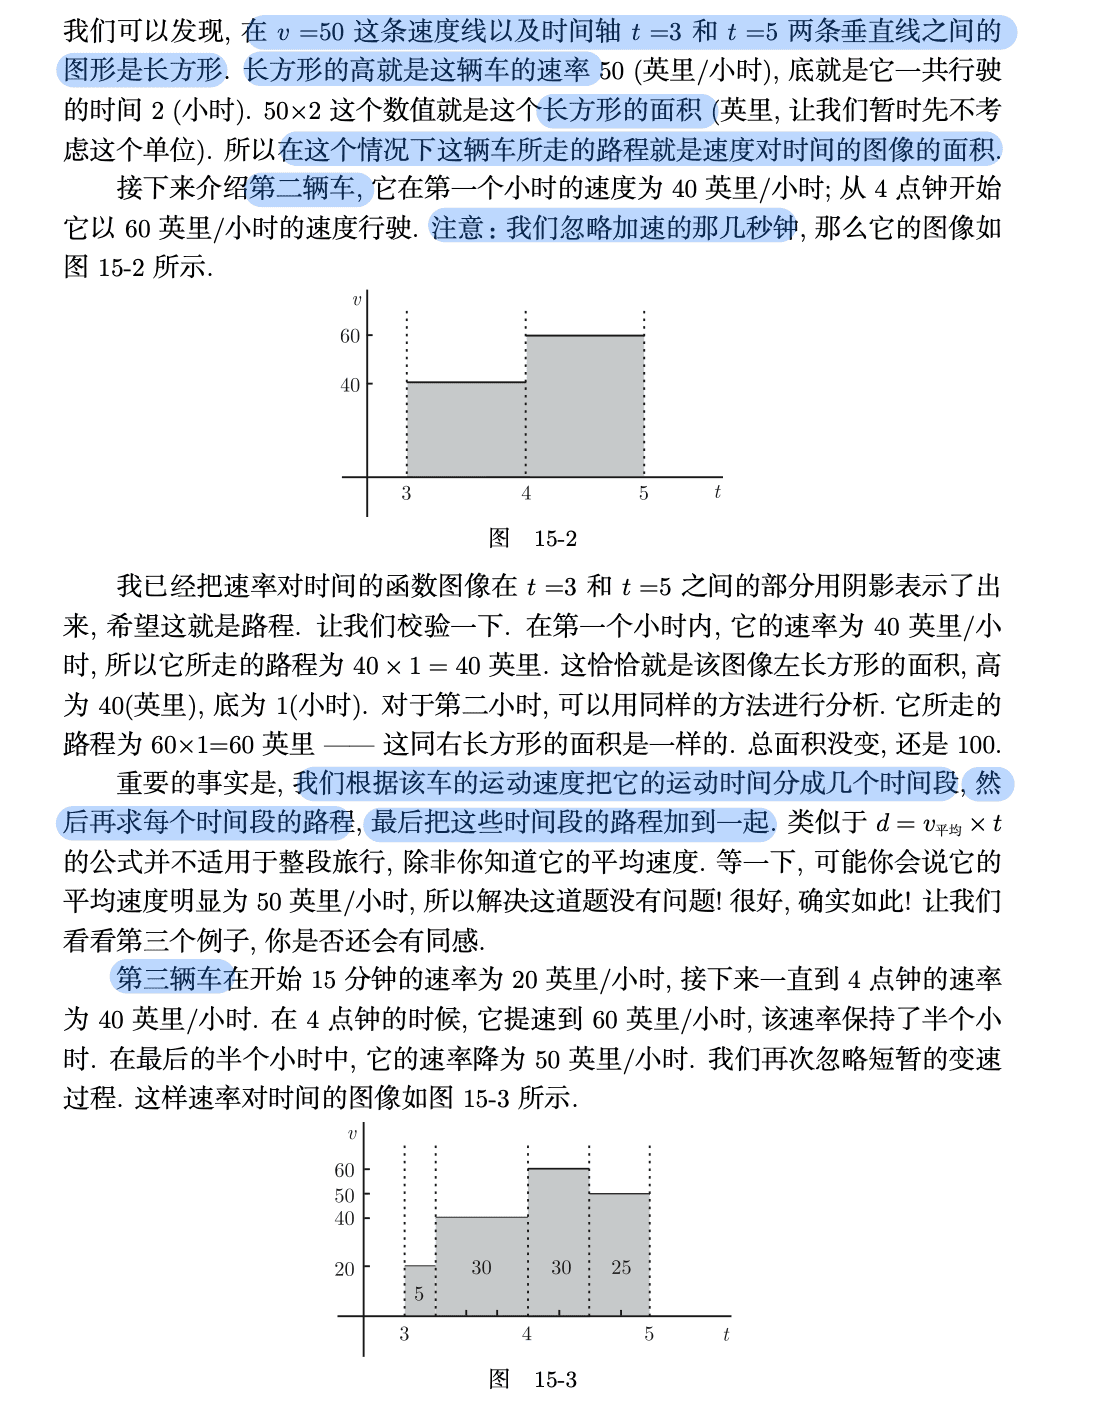 我们可以发现, 在 v =50 这条速度线以及时间轴 t =3 和 t =5 两条垂直线之间的
图形是长方形. 长方形的高就是这辆车的速率 50 (英里/小时), 底就是它一共行驶
的时间 2 (小时). 50×2 这个数值就是这个长方形的面积 (英里, 让我们暂时先不考
虑这个单位). 所以在这个情况下这辆车所走的路程就是速度对时间的图像的面积.
接下来介绍第二辆车, 它在第一个小时的速度为 40 英里/小时; 从 4 点钟开始
它以 60 英里/小时的速度行驶. 注意：我们忽略加速的那几秒钟, 那么它的图像如
图 15-2 所示.
v
60
40
3 4 5 t
图 15-2
我已经把速率对时间的函数图像在 t =3 和 t =5 之间的部分用阴影表示了出
来, 希望这就是路程. 让我们校验一下. 在第一个小时内, 它的速率为 40 英里/小
时, 所以它所走的路程为 40 × 1 = 40 英里. 这恰恰就是该图像左长方形的面积, 高
为 40(英里), 底为 1(小时). 对于第二小时, 可以用同样的方法进行分析. 它所走的
路程为 60×1=60 英里 —— 这同右长方形的面积是一样的. 总面积没变, 还是 100.
重要的事实是, 我们根据该车的运动速度把它的运动时间分成几个时间段, 然
后再求每个时间段的路程, 最后把这些时间段的路程加到一起. 类似于 d = v平均 × t
的公式并不适用于整段旅行, 除非你知道它的平均速度. 等一下, 可能你会说它的
平均速度明显为 50 英里/小时, 所以解决这道题没有问题! 很好, 确实如此! 让我们
看看第三个例子, 你是否还会有同感.
第三辆车在开始 15 分钟的速率为 20 英里/小时, 接下来一直到 4 点钟的速率
为 40 英里/小时. 在 4 点钟的时候, 它提速到 60 英里/小时, 该速率保持了半个小
时. 在最后的半个小时中, 它的速率降为 50 英里/小时. 我们再次忽略短暂的变速
过程. 这样速率对时间的图像如图 15-3 所示.
v
60
50
40
20
5 30 30 25
3 4 5 t
图 15-3